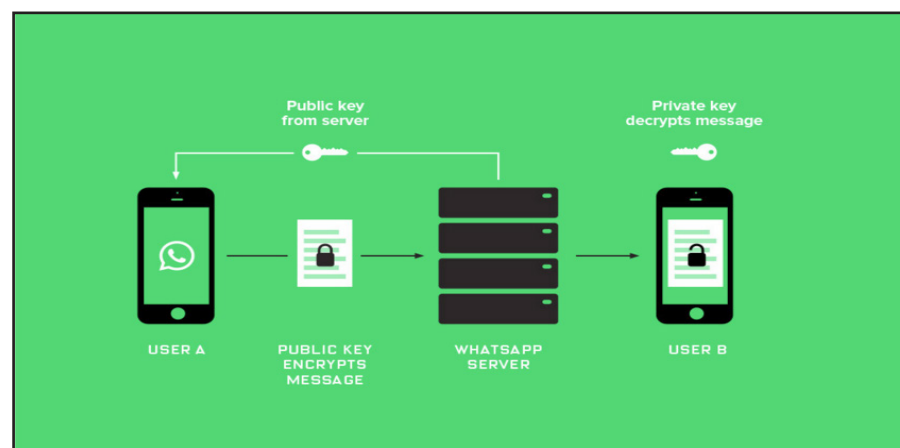 Public key
from server
Private key
decrypts message
USER A
PUBLIC KEY
ENCRYPTS
MESSAGE
WHATSAPP
SERVER
USER B